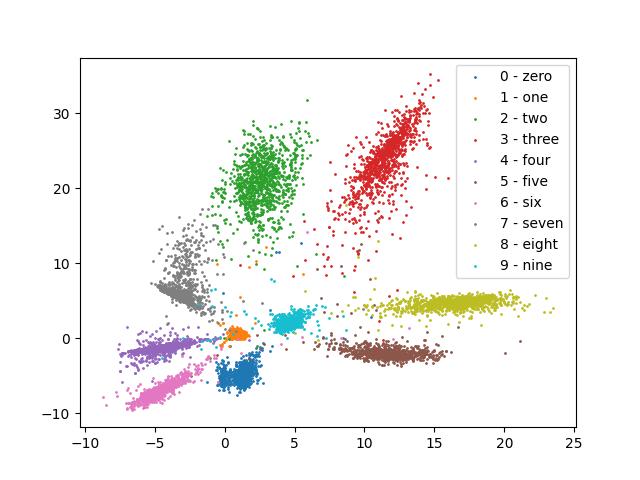 0 - zero
1 - one
2 - two
3 - three
4 - four
5 - five
6 - six
7 - seven
8 - eight
9 - nine
30
20
10
0
−10
−10 −5 0 5 10 15 20 25